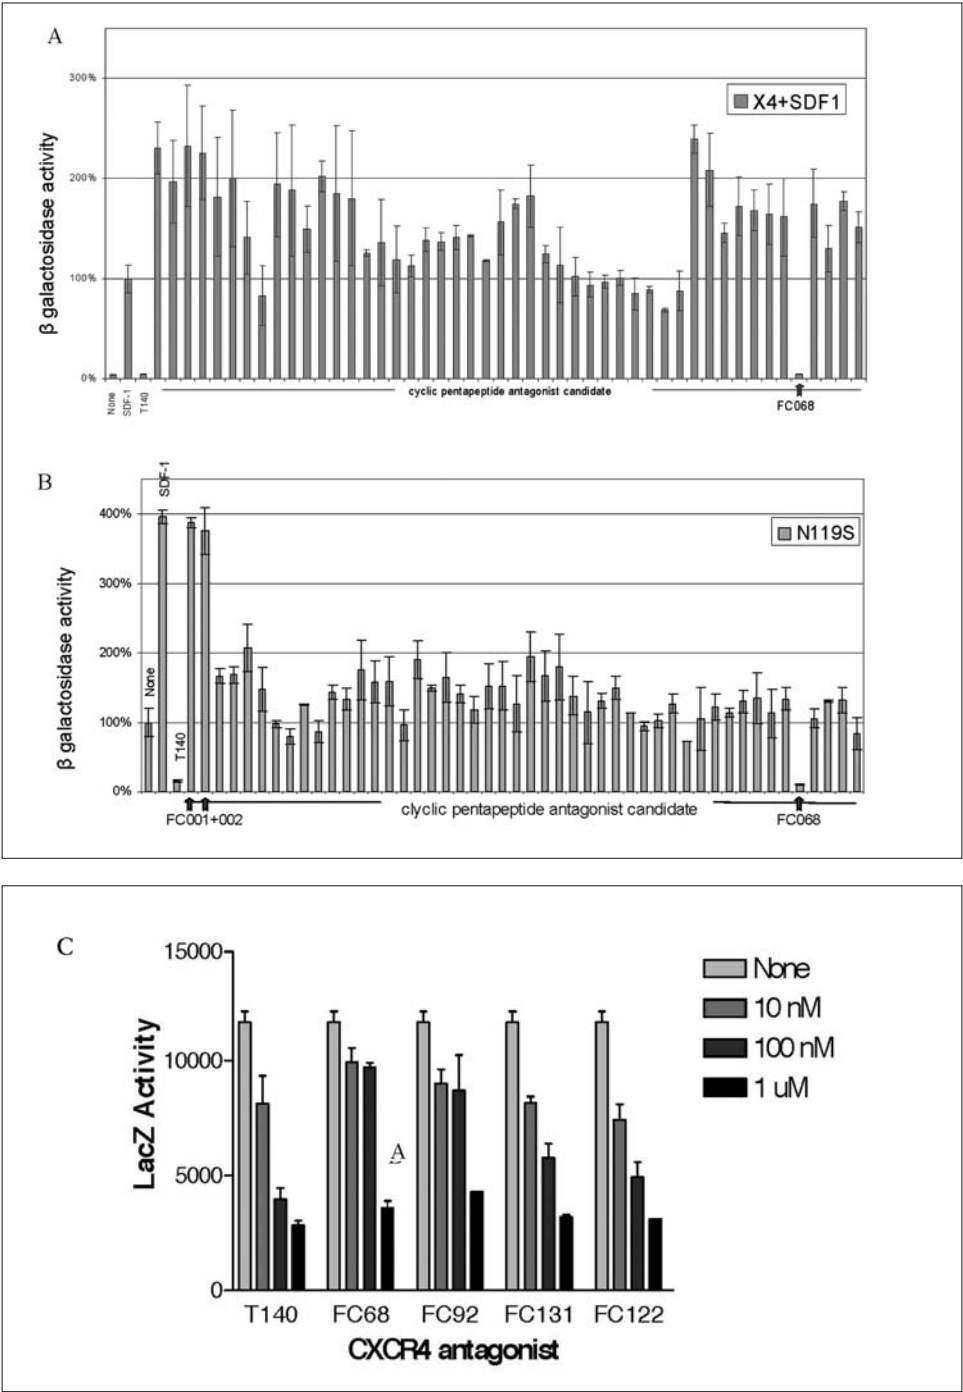 A
300%
200%
100%
0%
β galactosidase activity
X4+SDF1
None
SDF-1
T140
cyclic pentapeptide antagonist candidate
FC068
B
SDF-1
400%
300%
200%
100%
0%
β galactosidase activity
N119S
None
T140
FC001+002
clyclic pentapeptide antagonist candidate
FC068
C
15000
10000
5000
0
LacZ Activity
None
10 nM
100 nM
1 uM
A
T140 FC68 FC92 FC131 FC122
CXCR4 antagonist